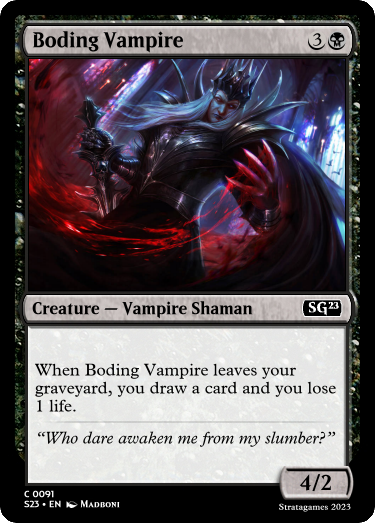 Boding Vampire 3
Creature — Vampire Shaman SG23
When Boding Vampire leaves your
graveyard, you draw a card and you lose
1 life.
“Who dare awaken me from my slumber?”
4/2
C 0091
S23 • EN Madboni
Stratagames 2023